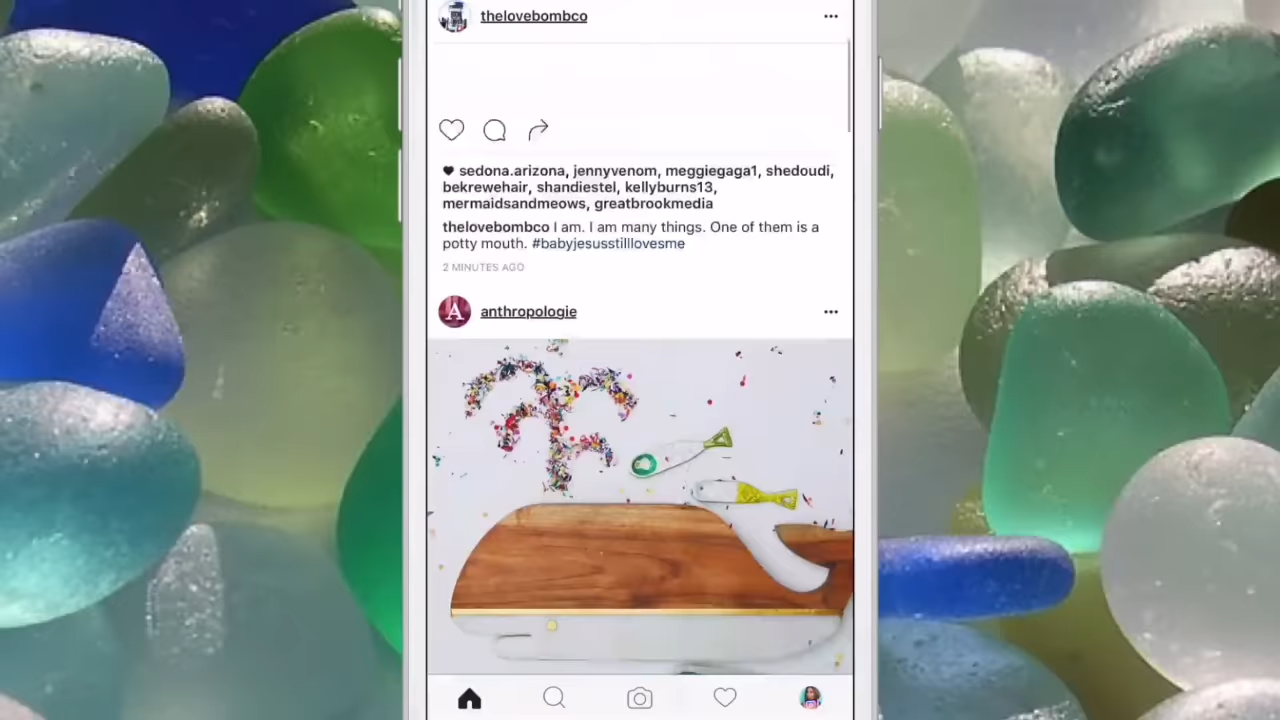 thelovebombco
sedona.arizona, jennyvenom, meggiegaga1, shedoudi,
bekrewehair, shandiestel, kellyburns13,
mermaidsandmeows, greatbrookmedia
thelovebombco I am. I am many things. One of them is a
potty mouth. #babyjesusstilllovesme
2 MINUTES AGO
A
anthropologie